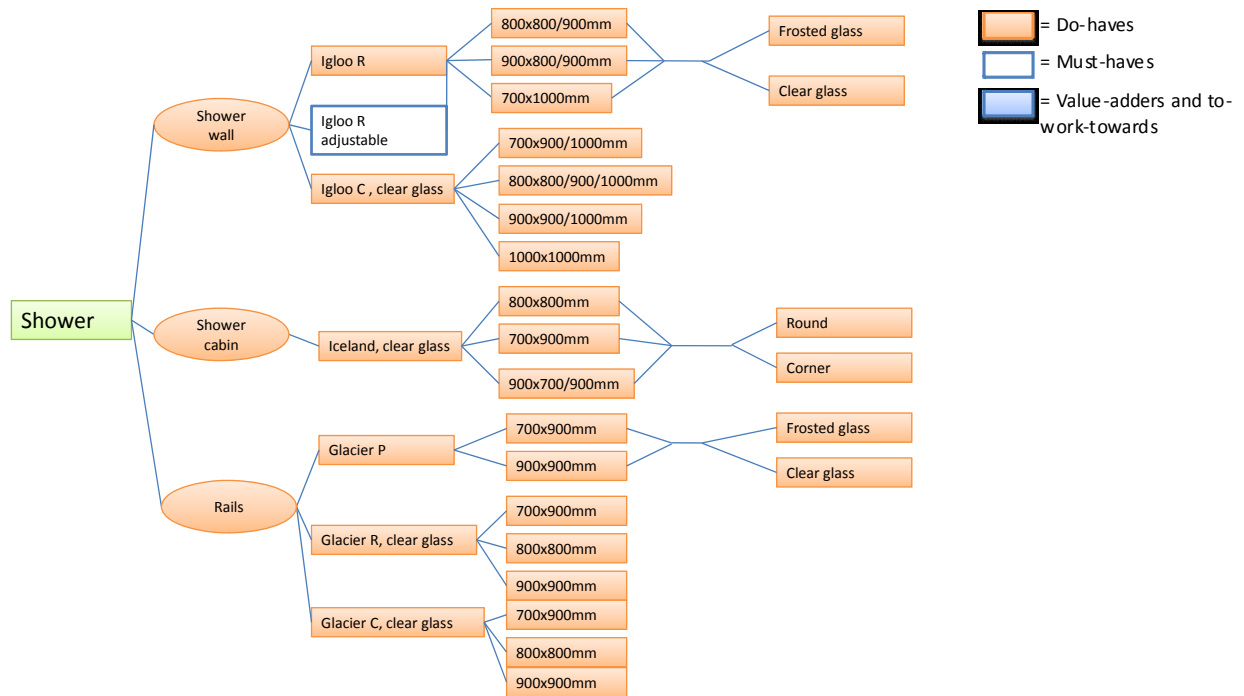 Shower
Shower
wall
Igloo R
800x800/900mm
900x800/900mm
700x1000mm
Frosted glass
Clear glass
Igloo R
adjustable
Igloo C , clear glass
700x900/1000mm
800x800/900/1000mm
900x900/1000mm
1000x1000mm
Shower
cabin
Iceland, clear glass
800x800mm
700x900mm
900x700/900mm
Round
Corner
Rails
Glacier P
700x900mm
900x900mm
Frosted glass
Clear glass
Glacier R, clear glass
700x900mm
800x800mm
900x900mm
Glacier C, clear glass
700x900mm
800x800mm
900x900mm
= Do-haves
= Must-haves
= Value-adders and to-
work-towards